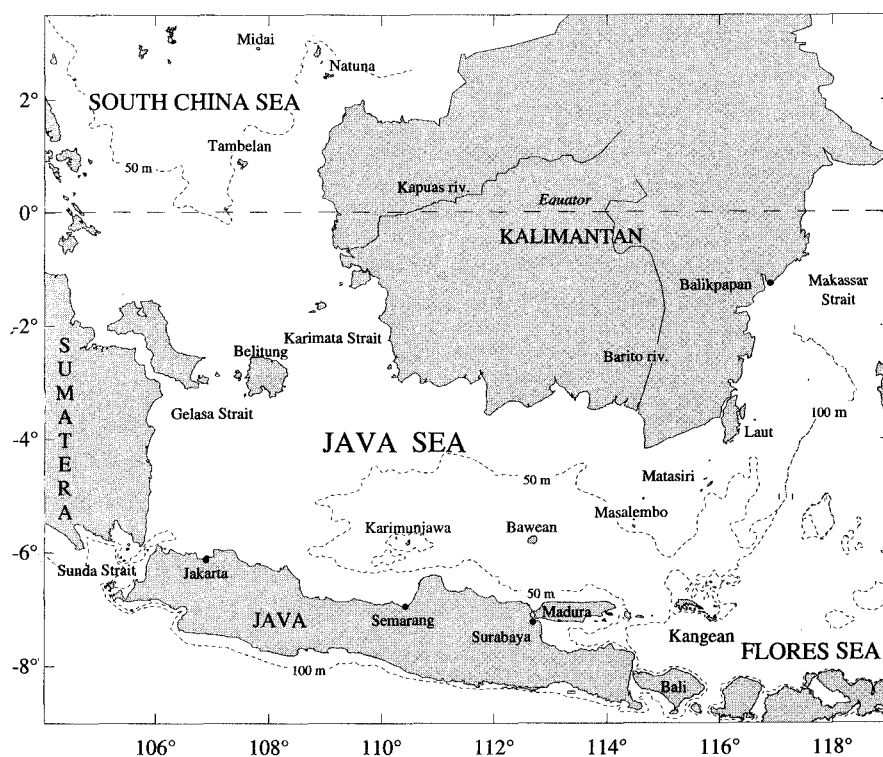 Midai
Natuna
2°
SOUTH CHINA SEA
Tambelan
50 m
Kapuas riv.
Equator
0°
KALIMANTAN
Balikpapan
Makassar
Strait
-2°
Karimata Strait
SUMATERA
Belitung
Barito riv.
Gelasa Strait
100 m
Laut
-4°
JAVA SEA
50 m
Matasiri
Masalembo
Karimunjawa
Bawean
-6°
Sunda Strait
Jakarta
50 m
Madura
JAVA
Semarang
Surabaya
Kangean
FLORES SEA
-8°
100 m
Bali
106°
108°
110°
112°
114°
116°
118°